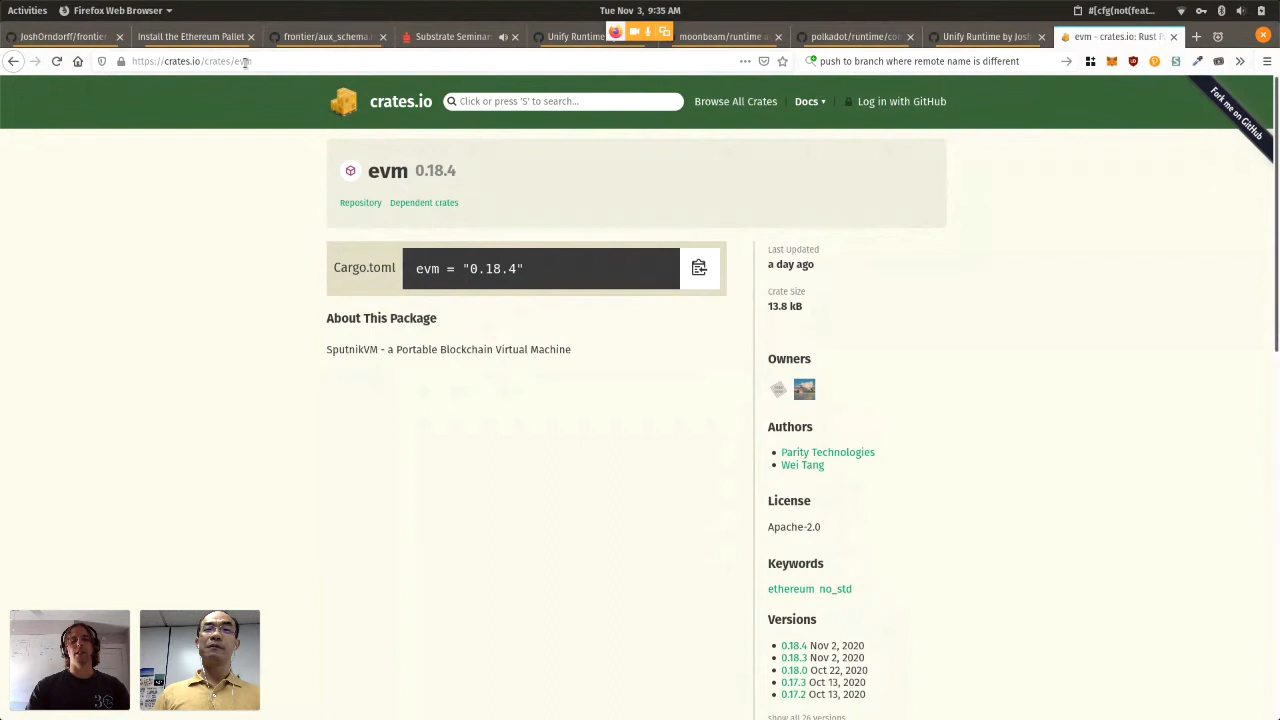 Activities Firefox Web Browser Tue Nov 3, 9:35 AM
JoshOrndorff/frontier: Install the Ethereum Pallet frontier/aux_schema. Substrate Seminar Unify Runtime moonbeam/runtime polkadot/runtime/con Unify Runtime by Josh #[cfg(not(feat evm - crates.io: Rust P
https://crates.io/crates/evm push to branch where remote name is different
crates.io Click or press 'S' to search... Browse All Crates Docs Log in with GitHub
Fork me on GitHub
evm 0.18.4
Repository Dependent crates
Cargo.toml evm = "0.18.4"
About This Package
SputnikVM - a Portable Blockchain Virtual Machine
Last Updated
a day ago
Crate Size
13.8 kB
Owners
Authors
Parity Technologies
Wei Tang
License
Apache-2.0
Keywords
ethereum no_std
Versions
0.18.4 Nov 2, 2020
0.18.3 Nov 2, 2020
0.18.0 Oct 22, 2020
0.17.3 Oct 13, 2020
0.17.2 Oct 13, 2020
show all 26 versions